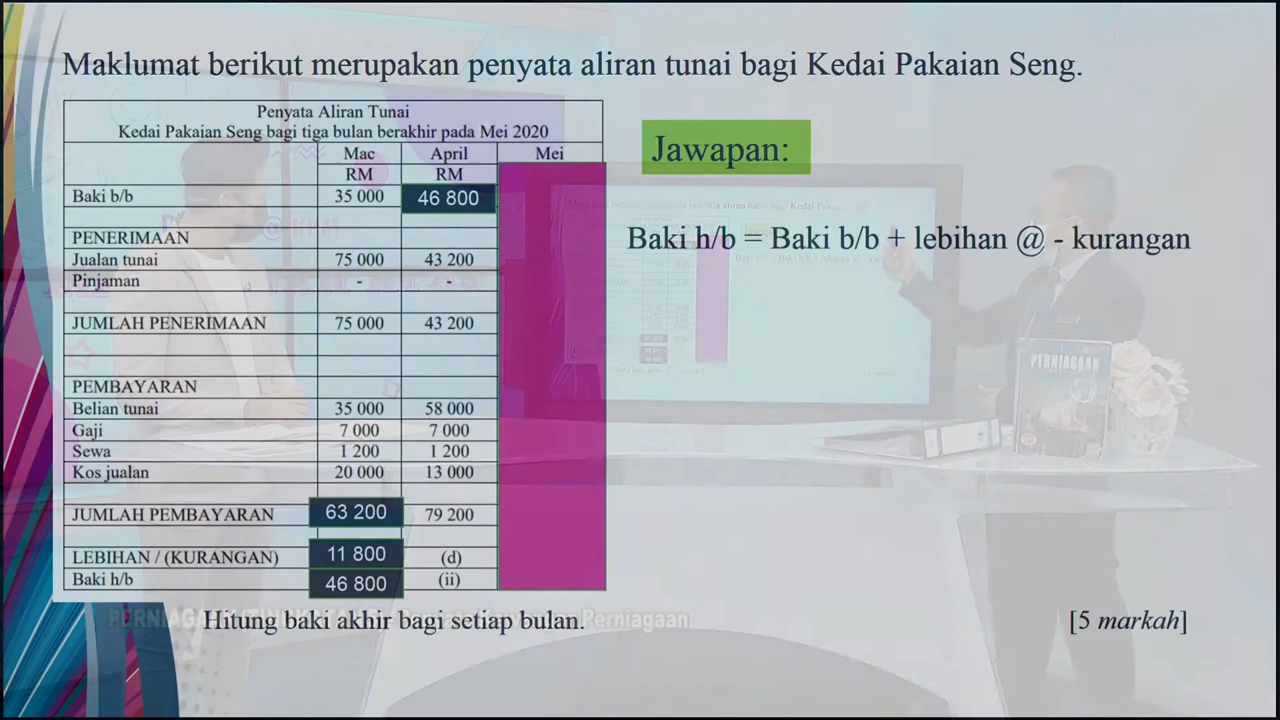 Maklumat berikut merupakan penyata aliran tunai bagi Kedai Pakaian Seng.
Penyata Aliran Tunai
Kedai Pakaian Seng bagi tiga bulan berakhir pada Mei 2020
Mac April Mei
RM RM
Baki b/b 35 000 46 800
PENERIMAAN
Jualan tunai 75 000 43 200
Pinjaman - -
JUMLAH PENERIMAAN 75 000 43 200
PEMBAYARAN
Belian tunai 35 000 58 000
Gaji 7 000 7 000
Sewa 1 200 1 200
Kos jualan 20 000 13 000
JUMLAH PEMBAYARAN 63 200 79 200
LEBIHAN / (KURANGAN) 11 800 (d)
Baki h/b 46 800 (ii)
Jawapan:
Baki h/b = Baki b/b + lebihan @ - kurangan
PERNIAGAAN
Hitung baki akhir bagi setiap bulan.
Perniagaan
[5 markah]